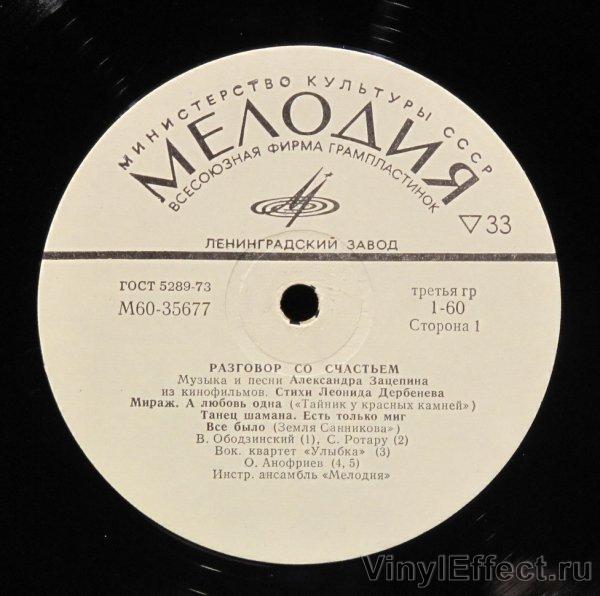 МИНИСТЕРСТВО КУЛЬТУРЫ СССР
МЕЛОДИЯ
ВСЕСОЮЗНАЯ ФИРМА ГРАМПЛАСТИНОК
▽33
ЛЕНИНГРАДСКИЙ ЗАВОД
ГОСТ 5289-73
М60-35677
третья гр
1-60
Сторона 1
РАЗГОВОР СО СЧАСТЬЕМ
Музыка и песни Александра Зацепина
из кинофильмов. Стихи Леонида Дербенева
Мираж. А любовь одна («Тайник у красных камней»)
Танец шамана. Есть только миг
Все было (Земля Санникова»)
В. Ободзинский (1), С. Ротару (2)
Вок. квартет «Улыбка» (3)
О. Анофриев (4, 5)
Инстр. ансамбль «Мелодия»
VinylEffect.ru